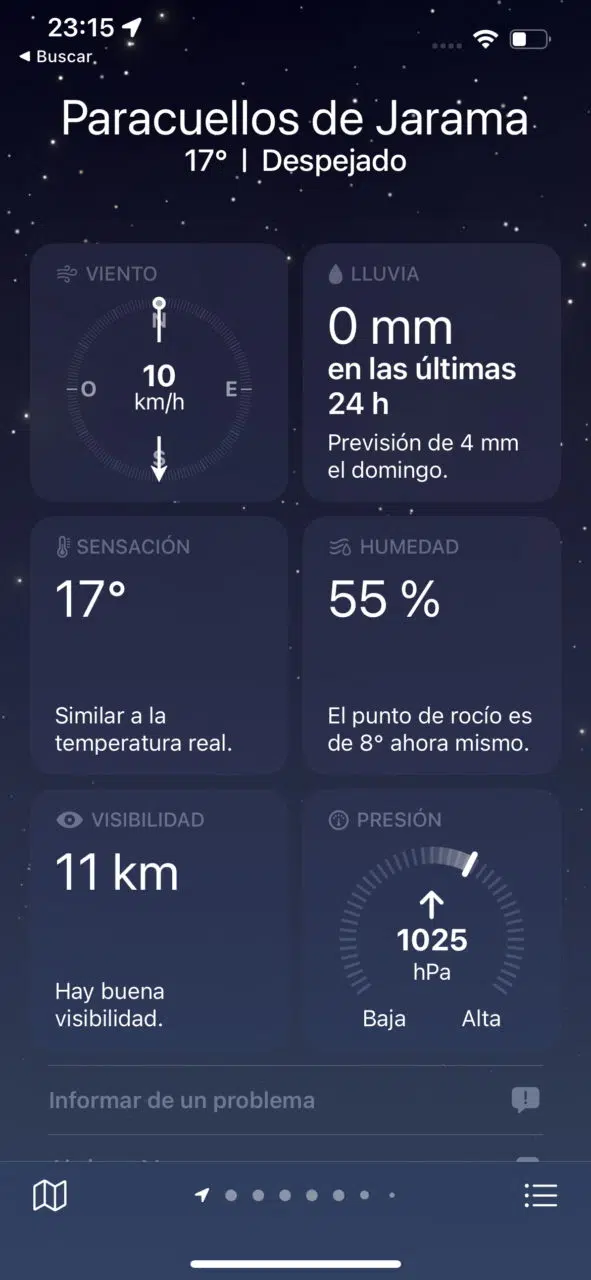 23:15
◀ Buscar
Paracuellos de Jarama
17° | Despejado
VIENTO
N
O
10
km/h
E
S
LLUVIA
0 mm
en las últimas
24 h
Previsión de 4 mm
el domingo.
SENSACIÓN
17°
Similar a la
temperatura real.
HUMEDAD
55 %
El punto de rocío es
de 8° ahora mismo.
VISIBILIDAD
11 km
Hay buena
visibilidad.
PRESIÓN
1025
hPa
Baja
Alta
Informar de un problema